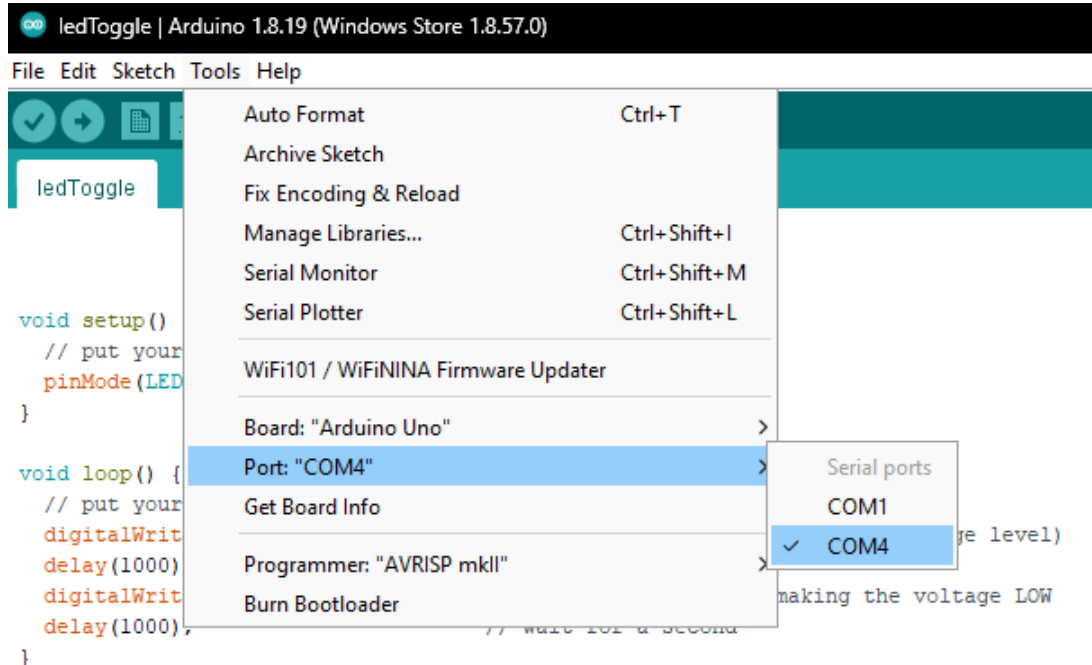 ledToggle | Arduino 1.8.19 (Windows Store 1.8.57.0)
File Edit Sketch Tools Help
ledToggle
Auto Format Ctrl+T
Archive Sketch
Fix Encoding & Reload
Manage Libraries... Ctrl+Shift+I
Serial Monitor Ctrl+Shift+M
Serial Plotter Ctrl+Shift+L
WiFi101 / WiFiNINA Firmware Updater
Board: "Arduino Uno"
Port: "COM4"
Get Board Info
Programmer: "AVRISP mkII"
Burn Bootloader
Serial ports
COM1
COM4
void setup()
// put your
pinMode(LED
}
void loop() {
// put your
digitalWrit ge level)
delay(1000)
digitalWrit making the voltage LOW
delay(1000); // wait for a second
}